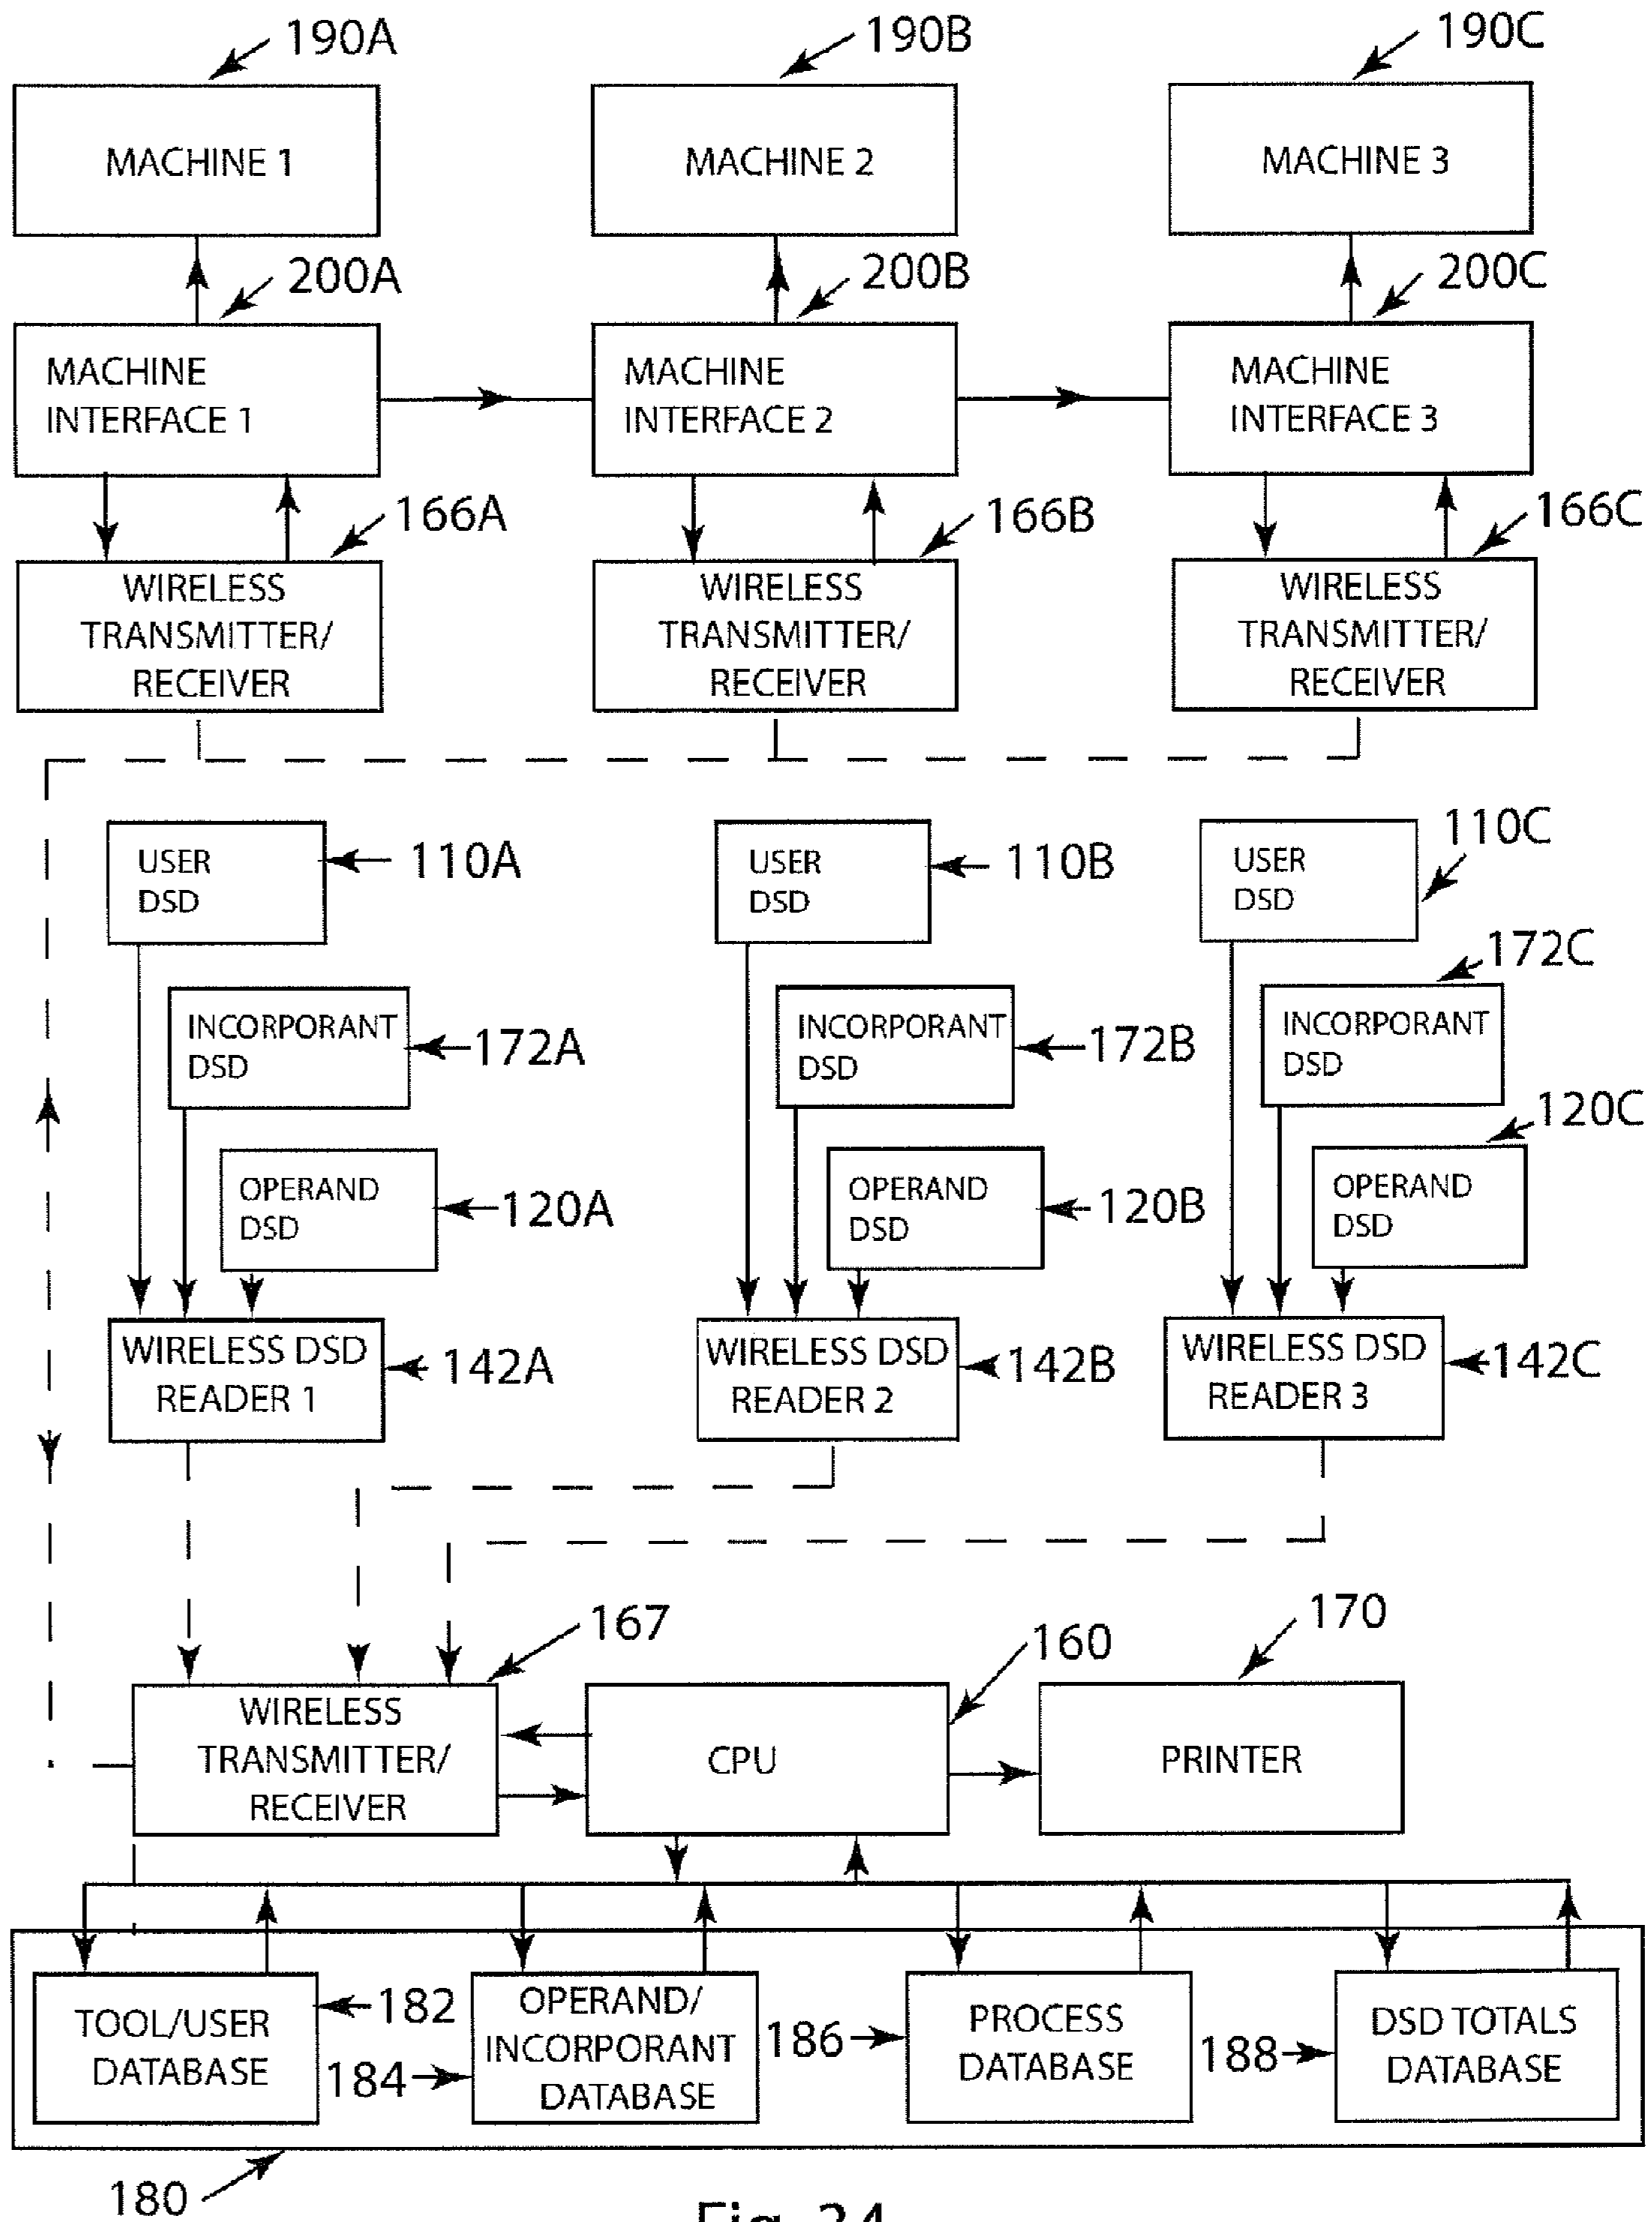 190A
190B
190C
MACHINE 1
MACHINE 2
MACHINE 3
200A
200B
200C
MACHINE
INTERFACE 1
MACHINE
INTERFACE 2
MACHINE
INTERFACE 3
166A
166B
166C
WIRELESS
TRANSMITTER/
RECEIVER
WIRELESS
TRANSMITTER/
RECEIVER
WIRELESS
TRANSMITTER/
RECEIVER
USER
DSD
110A
USER
DSD
110B
USER
DSD
110C
INCORPORANT
DSD
172A
INCORPORANT
DSD
172B
INCORPORANT
DSD
172C
OPERAND
DSD
120A
OPERAND
DSD
120B
OPERAND
DSD
120C
WIRELESS DSD
READER 1
142A
WIRELESS DSD
READER 2
142B
WIRELESS DSD
READER 3
142C
167
160
170
WIRELESS
TRANSMITTER/
RECEIVER
CPU
PRINTER
TOOL/USER
DATABASE
182
184
OPERAND/
INCORPORANT
DATABASE
186
PROCESS
DATABASE
188
DSD TOTALS
DATABASE
180